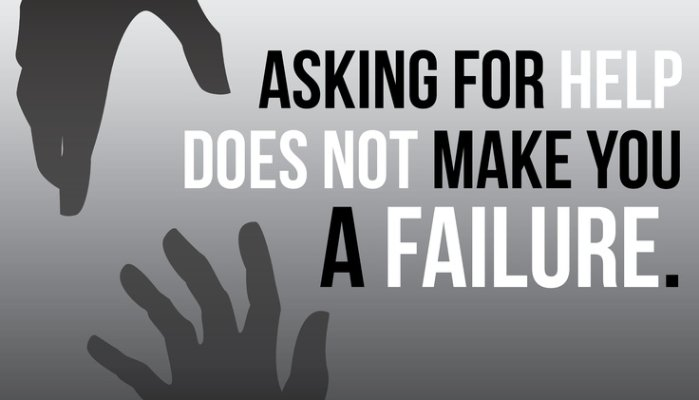 ASKING FOR HELP
DOES NOT MAKE YOU
A FAILURE.